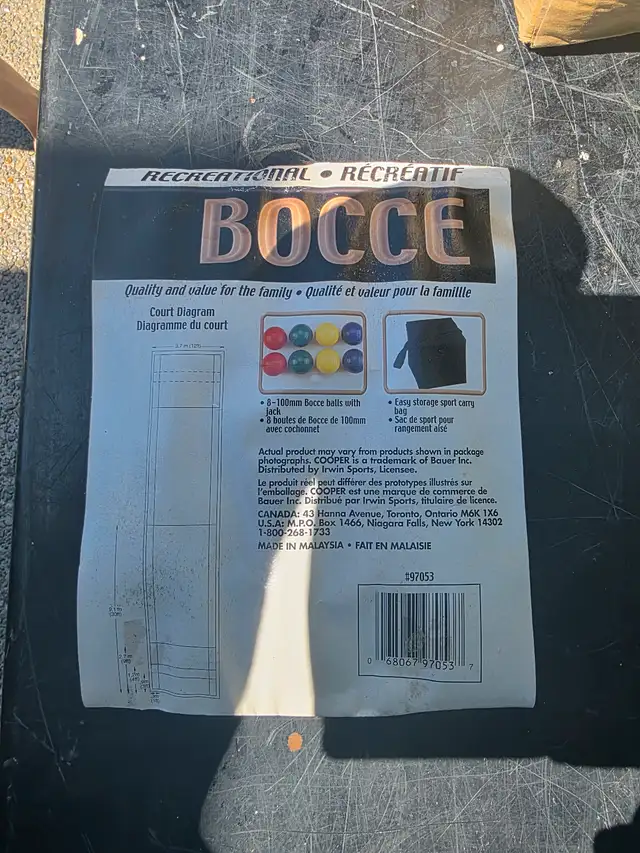 RECREATIONAL • RÉCRÉATIF
BOCCE
Quality and value for the family • Qualité et valeur pour la famillle
Court Diagram
Diagramme du court
3.7 m (12ft)
• 8-100mm Bocce balls with
jack
• 8 boules de Bocce de 100mm
avec cochonnet
• Easy storage sport carry
bag
• Sac de sport pour
rangement aisé
Actual product may vary from products shown in package
photographs. COOPER is a trademark of Bauer Inc.
Distributed by Irwin Sports, Licensee.
Le produit réel peut différer des prototypes illustrés sur
l'emballage. COOPER est une marque de commerce de
Bauer Inc. Distribué par Irwin Sports, titulaire de licence.
CANADA: 43 Hanna Avenue, Toronto, Ontario M6K 1X6
U.S.A: M.P.O. Box 1466, Niagara Falls, New York 14302
1-800-268-1733
MADE IN MALAYSIA • FAIT EN MALAISIE
#97053
0 68067 97053 7